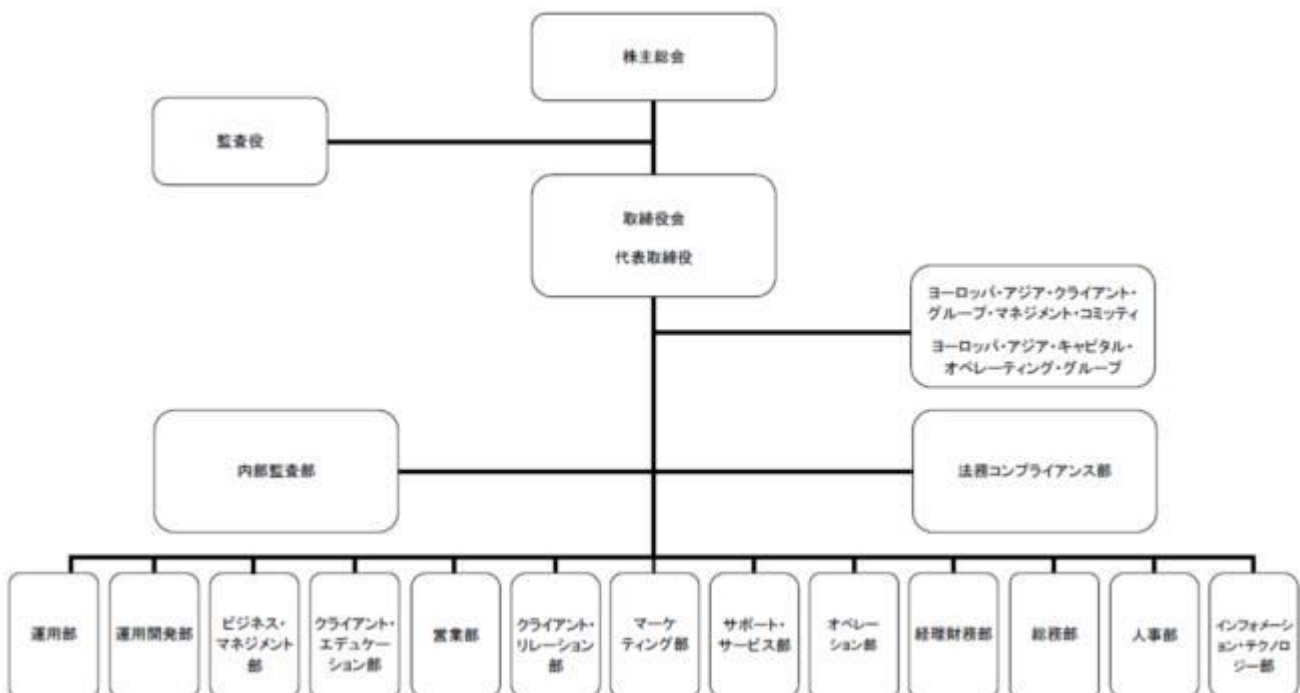 株主総会
監査役
取締役会
代表取締役
ヨーロッパ・アジア・クライアント・
グループ・マネジメント・コミッティ
ヨーロッパ・アジア・キャピタル・
オペレーティング・グループ
内部監査部
法務コンプライアンス部
運用部
運用開発部
ビジネス・
マネジメント
部
クライアント・
エデュケー
ション部
営業部
クライアント・
リレーション
部
マーケ
ティング部
サポート・
サービス部
オペレー
ション部
経理財務部
総務部
人事部
インフォメーシ
ョン・テクノロ
ジー部